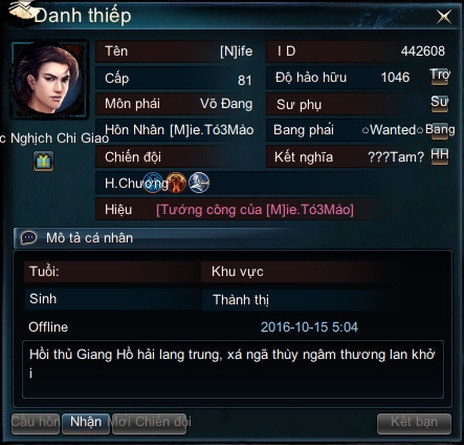 Danh thiếp
Tên [N]ife I D 442608
Cấp 81 Độ hảo hữu 1046 Trợ
Môn phái Võ Đang Sư phụ Sư
c Nghịch Chi Giao Hôn Nhân [M]ie.Tó3Mảo Bang phái ○Wanted○ Bang
Chiến đội Kết nghĩa ???Tam? HH
H.Chương
Hiệu [Tướng công của [M]ie.Tó3Mảo]
Mô tả cá nhân
Tuổi: Khu vực
Sinh Thành thị
Offline 2016-10-15 5:04
Hồi thủ Giang Hồ hải lang trung, xá ngã thùy ngâm thương lan khở
i
Cầu hôn Nhận Mời Chiến đội Kết bạn